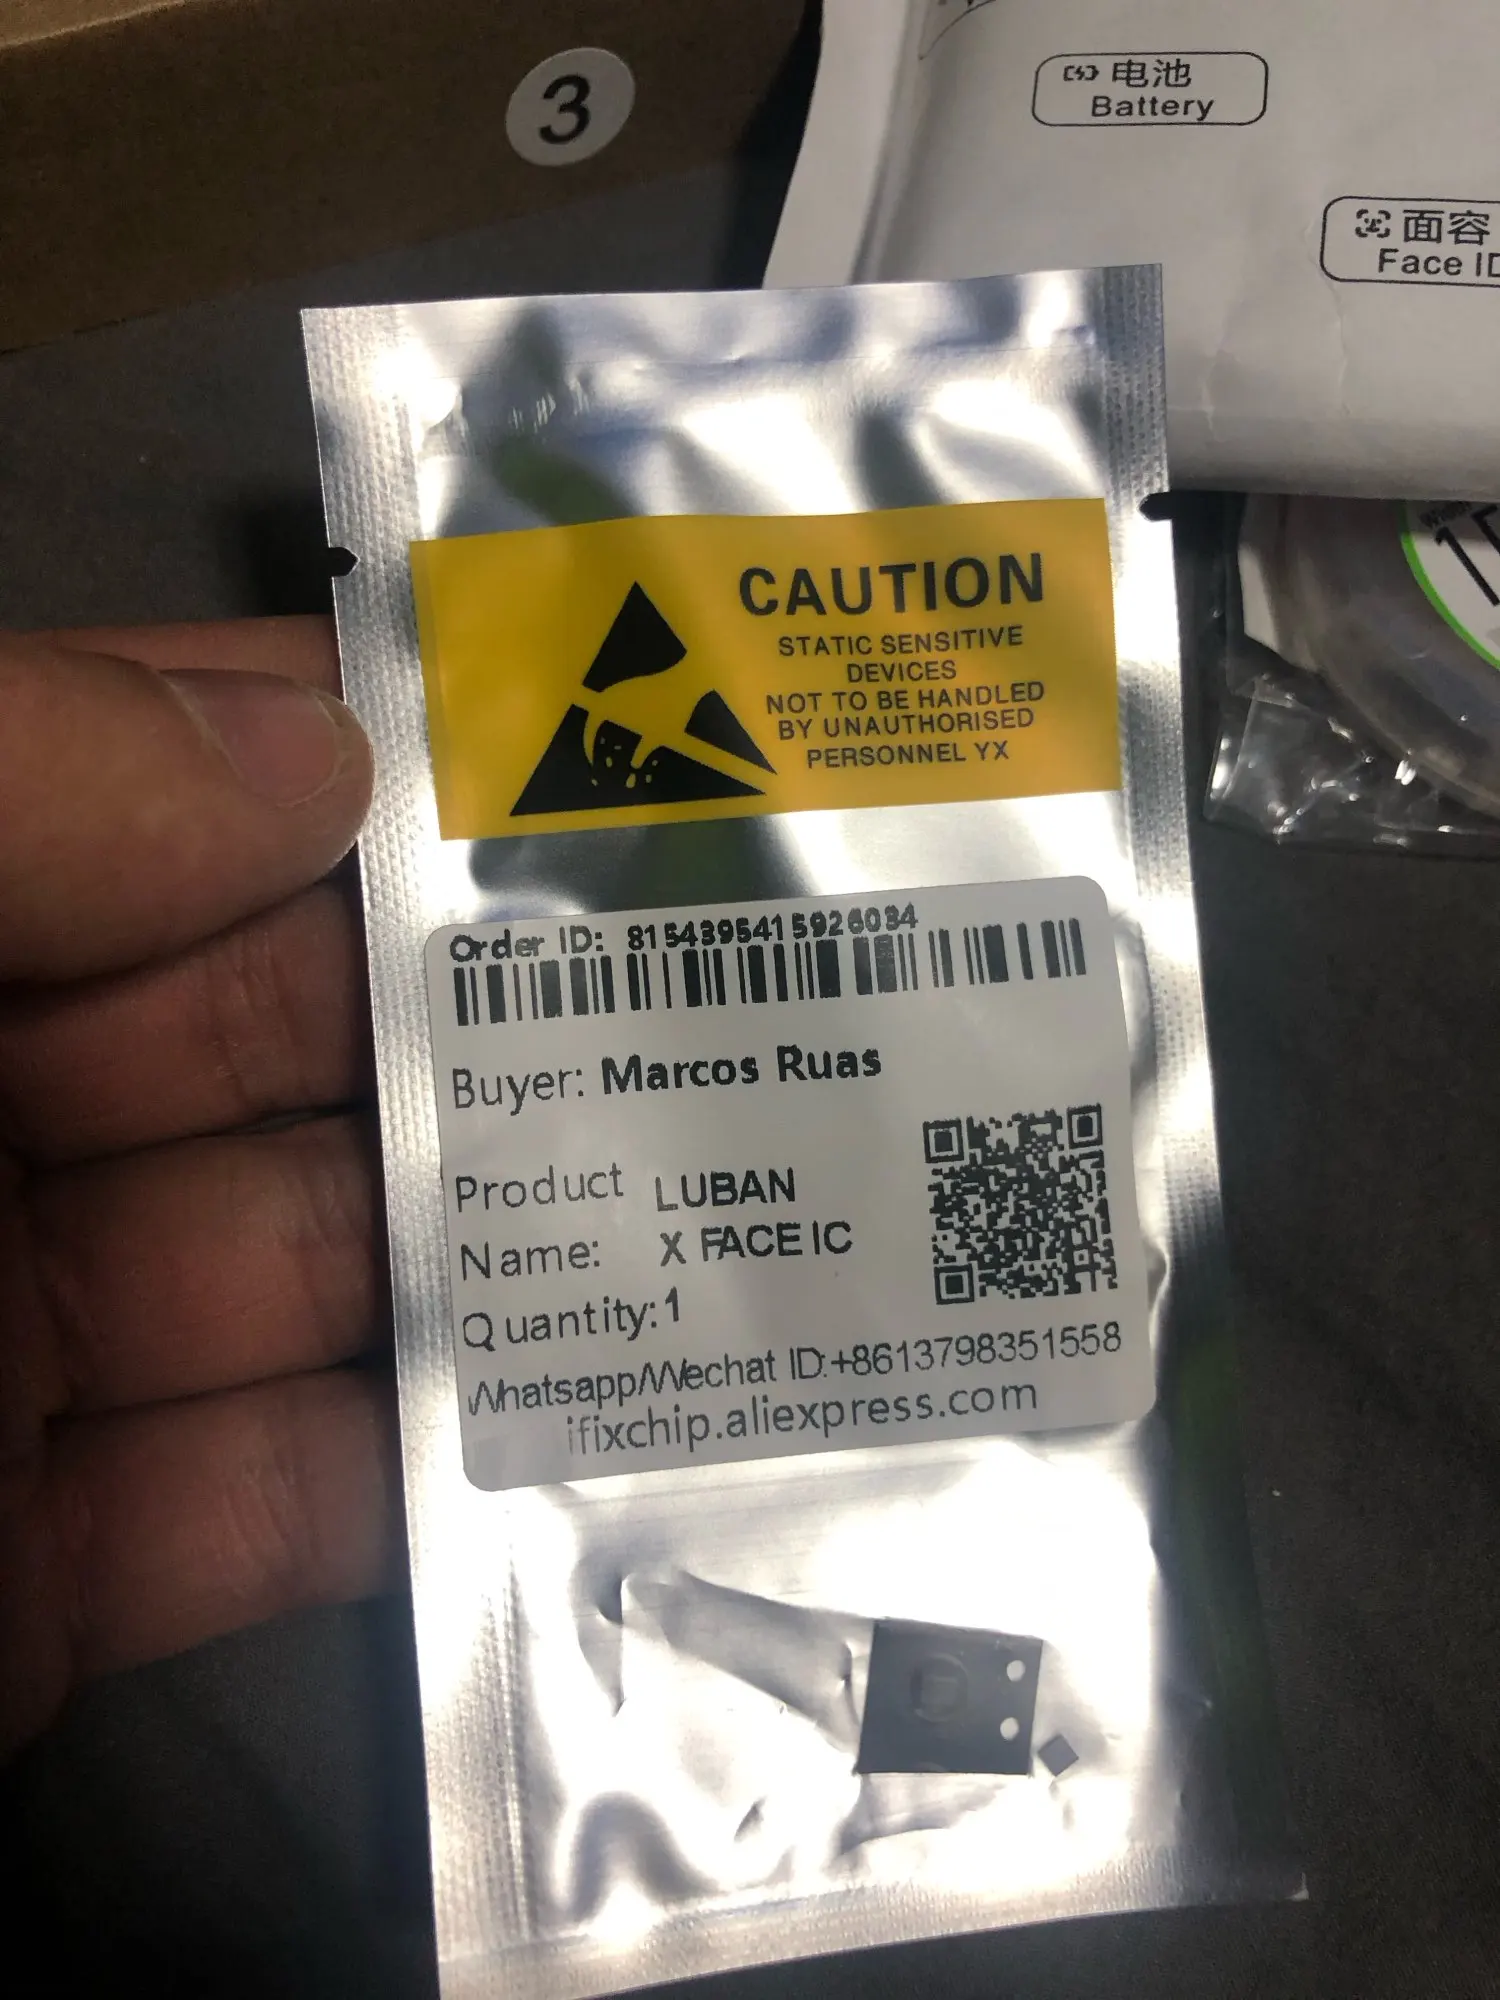 3
电池
Battery
面容
Face ID
CAUTION
STATIC SENSITIVE
DEVICES
NOT TO BE HANDLED
BY UNAUTHORISED
PERSONNEL YX
Order ID: 8154395415926034
Buyer: Marcos Ruas
Product LUBAN
Name: X FACE IC
Quantity:1
Whatsapp/Wechat ID:+8613798351558
ifixchip.aliexpress.com